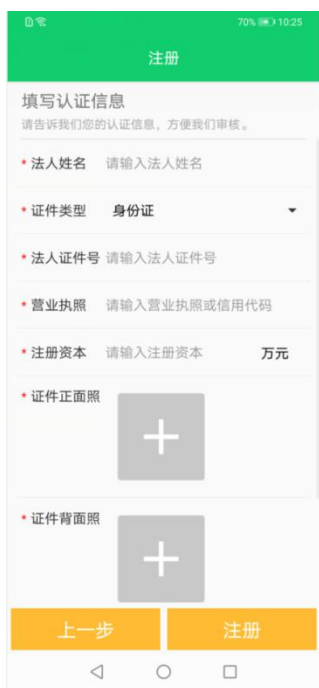 70% 10:25
注册
填写认证信息
请告诉我们您的认证信息，方便我们审核。
* 法人姓名 请输入法人姓名
* 证件类型 身份证
* 法人证件号 请输入法人证件号
* 营业执照 请输入营业执照或信用代码
* 注册资本 请输入注册资本 万元
* 证件正面照
* 证件背面照
上一步 注册